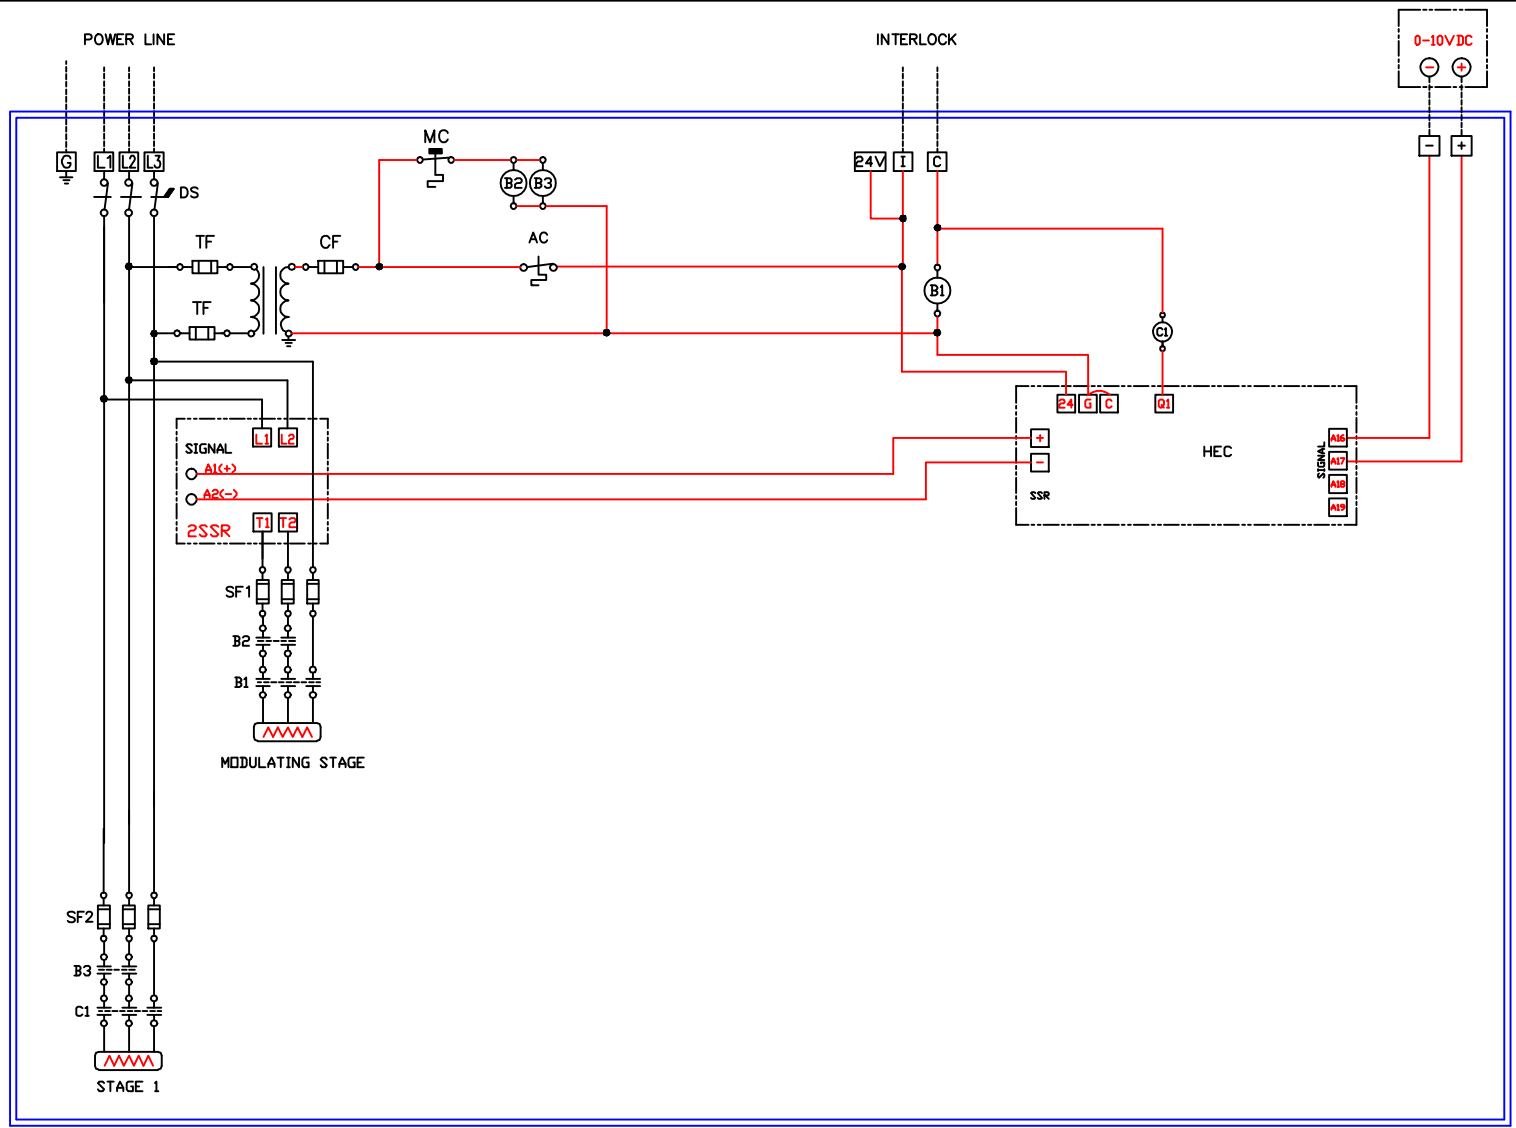 POWER LINE
INTERLOCK
0-10VDC
- +
G L1 L2 L3
DS
MC
24V I C
- +
B2 B3
TF
CF
AC
TF
B1
C1
24 G C
Q1
L1 L2
SIGNAL
A1(+)
A2(-)
2SSR
T1 T2
+
-
SSR
HEC
SIGNAL
A16
A17
A18
A19
SF1
B2
B1
MODULATING STAGE
SF2
B3
C1
STAGE 1